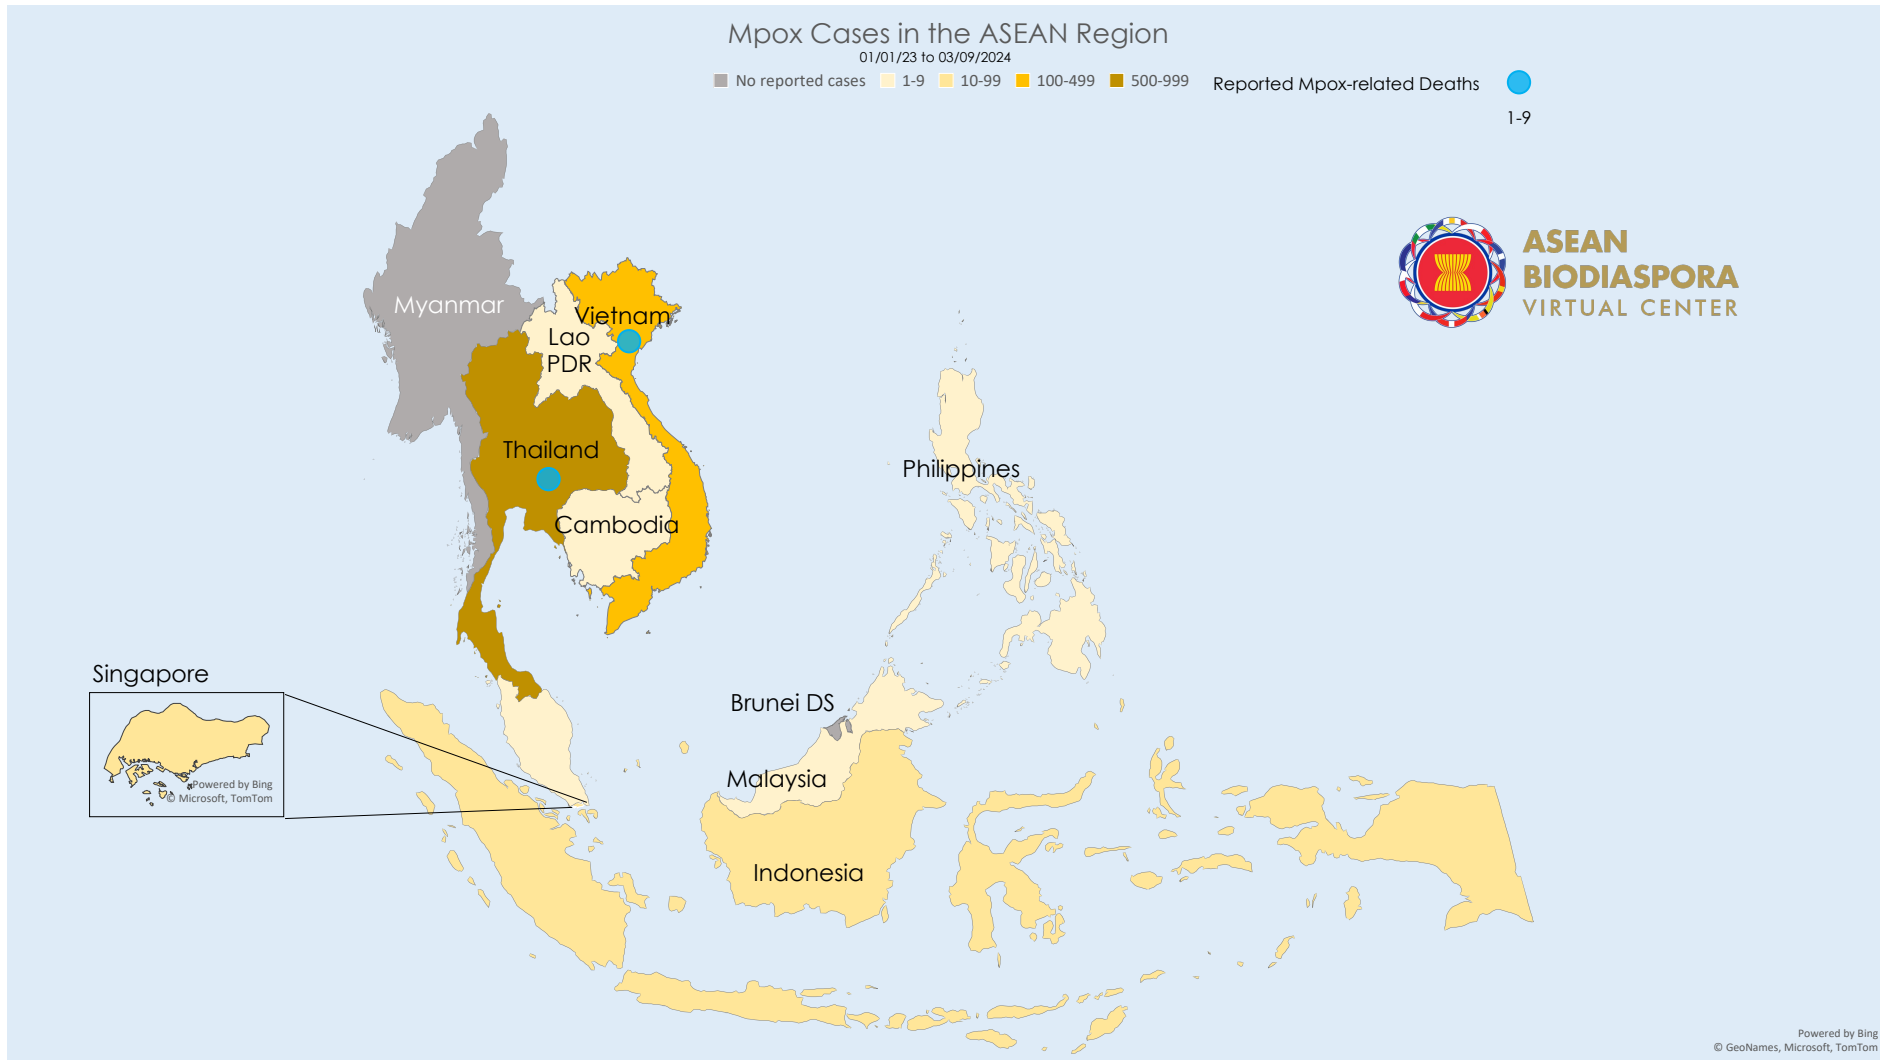 Mpox Cases in the ASEAN Region
01/01/23 to 03/09/2024
No reported cases 1-9 10-99 100-499 500-999 Reported Mpox-related Deaths
1-9
ASEAN
BIODIASPORA
VIRTUAL CENTER
Myanmar
Vietnam
Lao
PDR
Thailand
Philippines
Cambodia
Singapore
Brunei DS
Malaysia
Powered by Bing
© Microsoft, TomTom
Indonesia
Powered by Bing
© GeoNames, Microsoft, TomTom